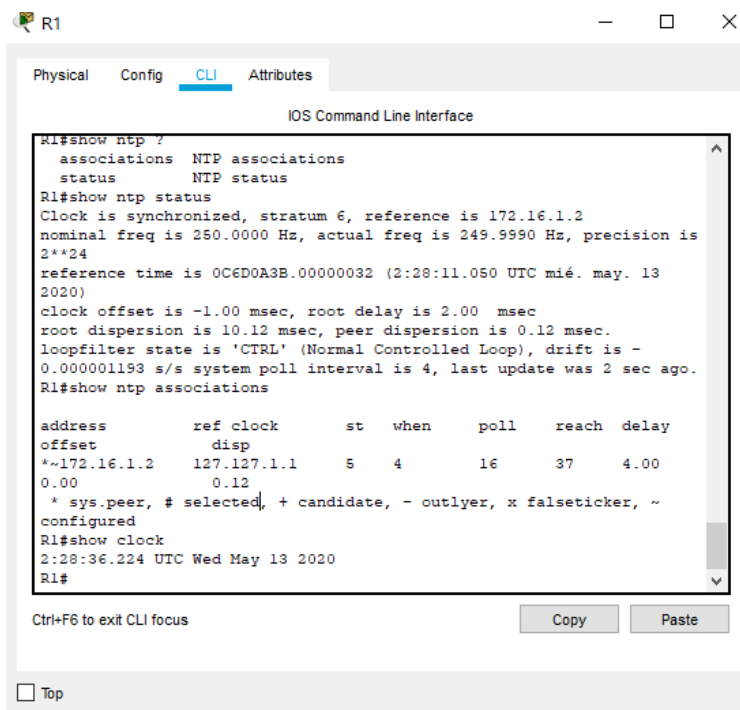 R1
Physical Config CLI Attributes
IOS Command Line Interface
R1#show ntp ?
associations NTP associations
status NTP status
R1#show ntp status
Clock is synchronized, stratum 6, reference is 172.16.1.2
nominal freq is 250.0000 Hz, actual freq is 249.9990 Hz, precision is
2**24
reference time is 0C6D0A3B.00000032 (2:28:11.050 UTC mié. may. 13
2020)
clock offset is -1.00 msec, root delay is 2.00 msec
root dispersion is 10.12 msec, peer dispersion is 0.12 msec.
loopfilter state is 'CTRL' (Normal Controlled Loop), drift is -
0.000001193 s/s system poll interval is 4, last update was 2 sec ago.
R1#show ntp associations
address ref clock st when poll reach delay
offset disp
*~172.16.1.2 127.127.1.1 5 4 16 37 4.00
0.00 0.12
* sys.peer, # selected, + candidate, - outlyer, x falseticker, ~
configured
R1#show clock
2:28:36.224 UTC Wed May 13 2020
R1#
Ctrl+F6 to exit CLI focus
Copy Paste
Top